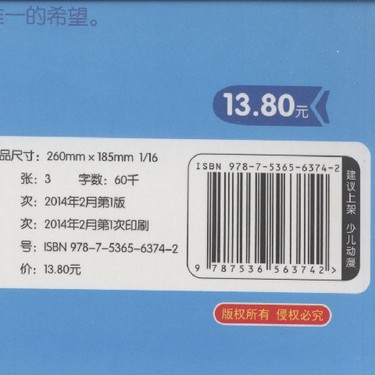 一的希望。
13.80元
品尺寸：260mm×185mm 1/16
张：3 字数：60千
次：2014年2月第1版
次：2014年2月第1次印刷
号：ISBN 978-7-5365-6374-2
价：13.80元
ISBN 978-7-5365-6374-2
9 787536 563742 >
建议上架 少儿动漫
版权所有 侵权必究